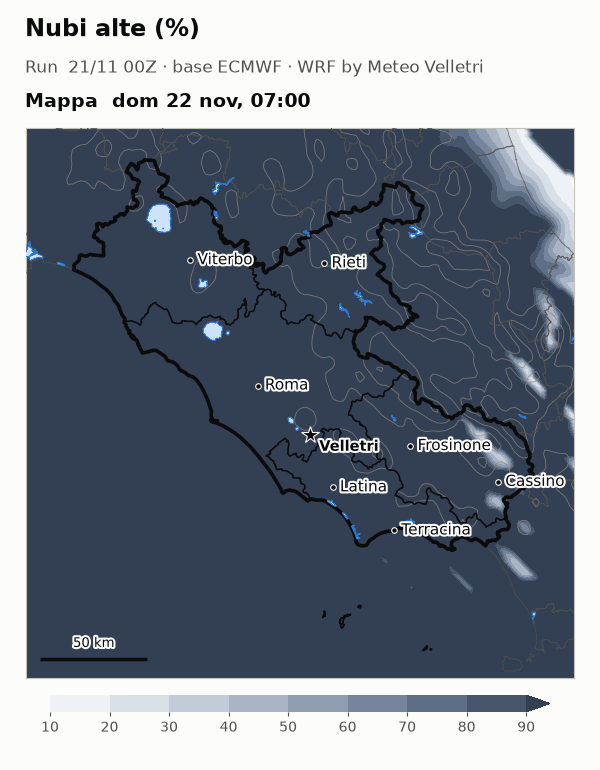 Nubi alte (%)
Run 21/11 00Z · base ECMWF · WRF by Meteo Velletri
Mappa dom 22 nov, 07:00
Viterbo
Rieti
Roma
Velletri
Frosinone
Cassino
Latina
Terracina
50 km
10 20 30 40 50 60 70 80 90